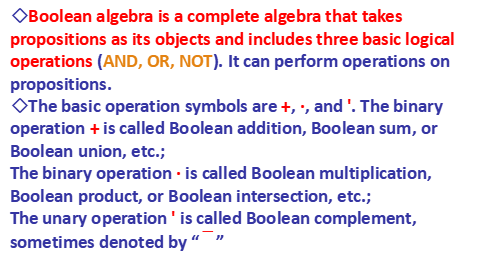 ◇Boolean algebra is a complete algebra that takes
propositions as its objects and includes three basic logical
operations (AND, OR, NOT). It can perform operations on
propositions.
◇The basic operation symbols are +, ·, and '. The binary
operation + is called Boolean addition, Boolean sum, or
Boolean union, etc.;
The binary operation · is called Boolean multiplication,
Boolean product, or Boolean intersection, etc.;
The unary operation ' is called Boolean complement,
sometimes denoted by “ ¯ ”